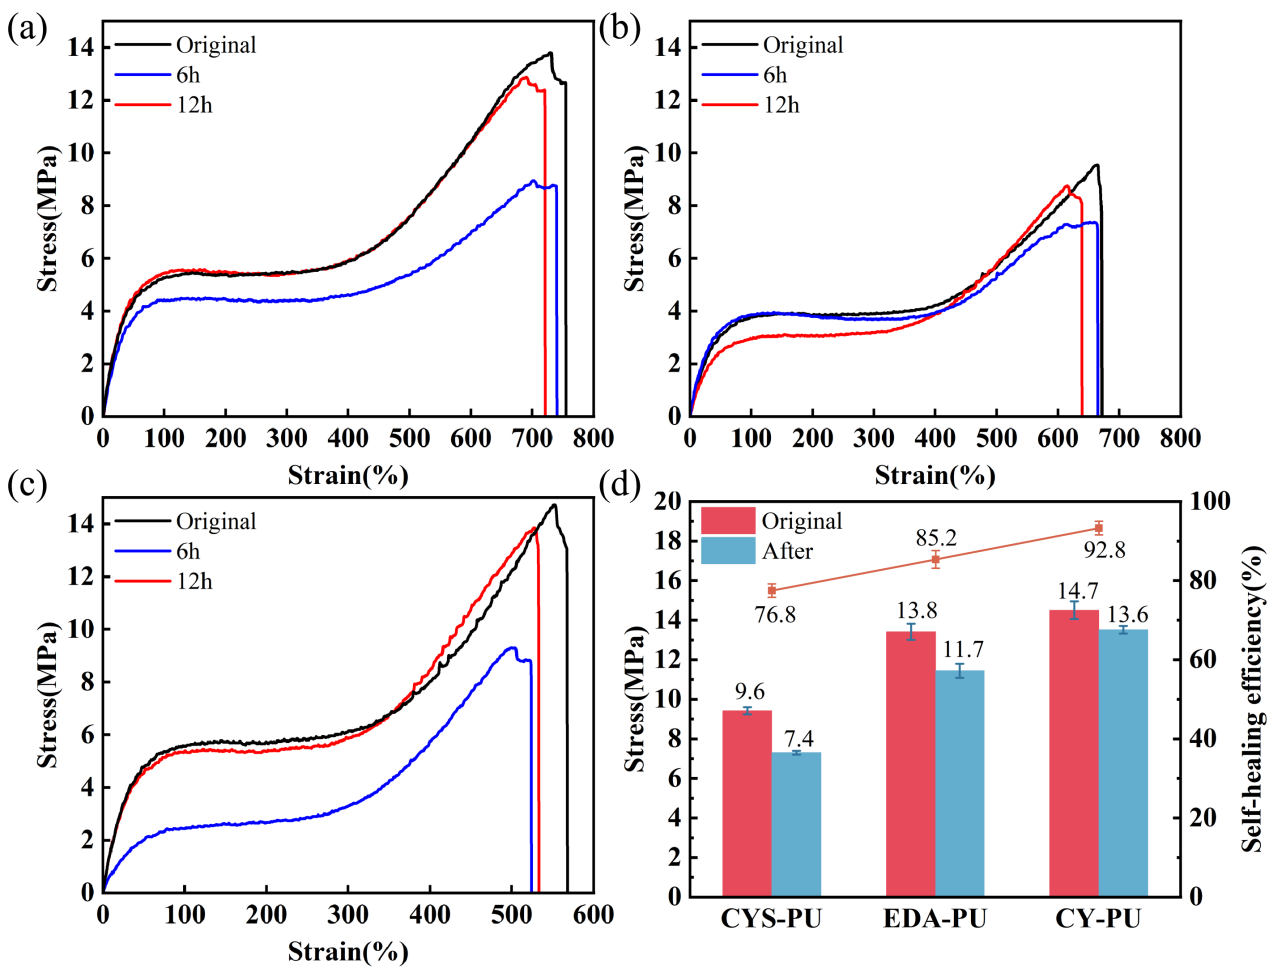 (a)
Original
6h
12h
14
12
10
8
6
4
2
0
Stress(MPa)
0 100 200 300 400 500 600 700 800
Strain(%)
(b)
Original
6h
12h
14
12
10
8
6
4
2
0
Stress(MPa)
0 100 200 300 400 500 600 700 800
Strain(%)
(c)
Original
6h
12h
14
12
10
8
6
4
2
0
Stress(MPa)
0 100 200 300 400 500 600
Strain(%)
(d)
Original
After
20
18
16
14
12
10
8
6
4
2
0
Stress(MPa)
76.8
85.2
92.8
9.6
7.4
13.8
11.7
14.7
13.6
CYS-PU EDA-PU CY-PU
100
80
60
40
20
0
Self-healing efficiency(%)